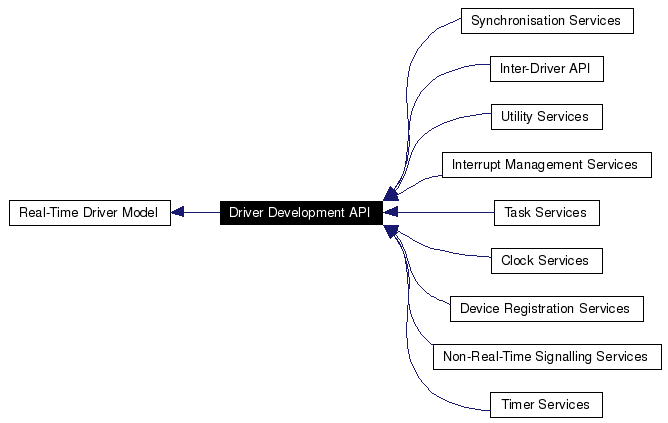 Synchronisation Services
Inter-Driver API
Utility Services
Interrupt Management Services
Real-Time Driver Model
Driver Development API
Task Services
Clock Services
Device Registration Services
Non-Real-Time Signalling Services
Timer Services